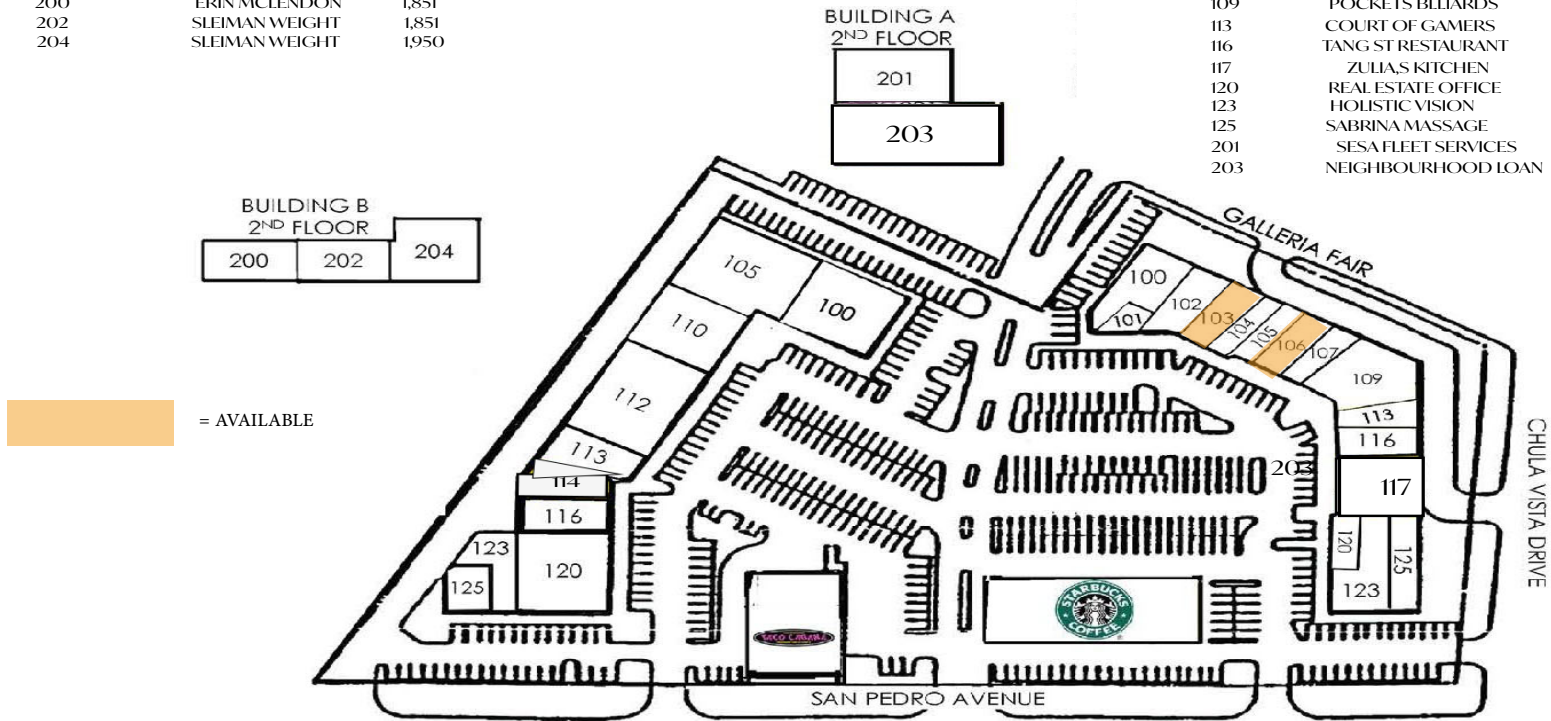 200 ERIN MCLENDON 1,851
202 SLEIMAN WEIGHT 1,851
204 SLEIMAN WEIGHT 1,950
109 POCKETS BLLIARDS
113 COURT OF GAMERS
116 TANG ST RESTAURANT
117 ZULIA,S KITCHEN
120 REAL ESTATE OFFICE
123 HOLISTIC VISION
125 SABRINA MASSAGE
201 SESA FLEET SERVICES
203 NEIGHBOURHOOD LOAN
BUILDING A
2ND FLOOR
201
203
BUILDING B
2ND FLOOR
200 202 204
= AVAILABLE
105
100
110
112
113
114
116
123
120
125
GALLERIA FAIR
100
101
102
103
104
105
106
107
109
113
116
203
117
120
125
123
CHULA VISTA DRIVE
TACO CABANA
STARBUCKS
COFFEE
SAN PEDRO AVENUE